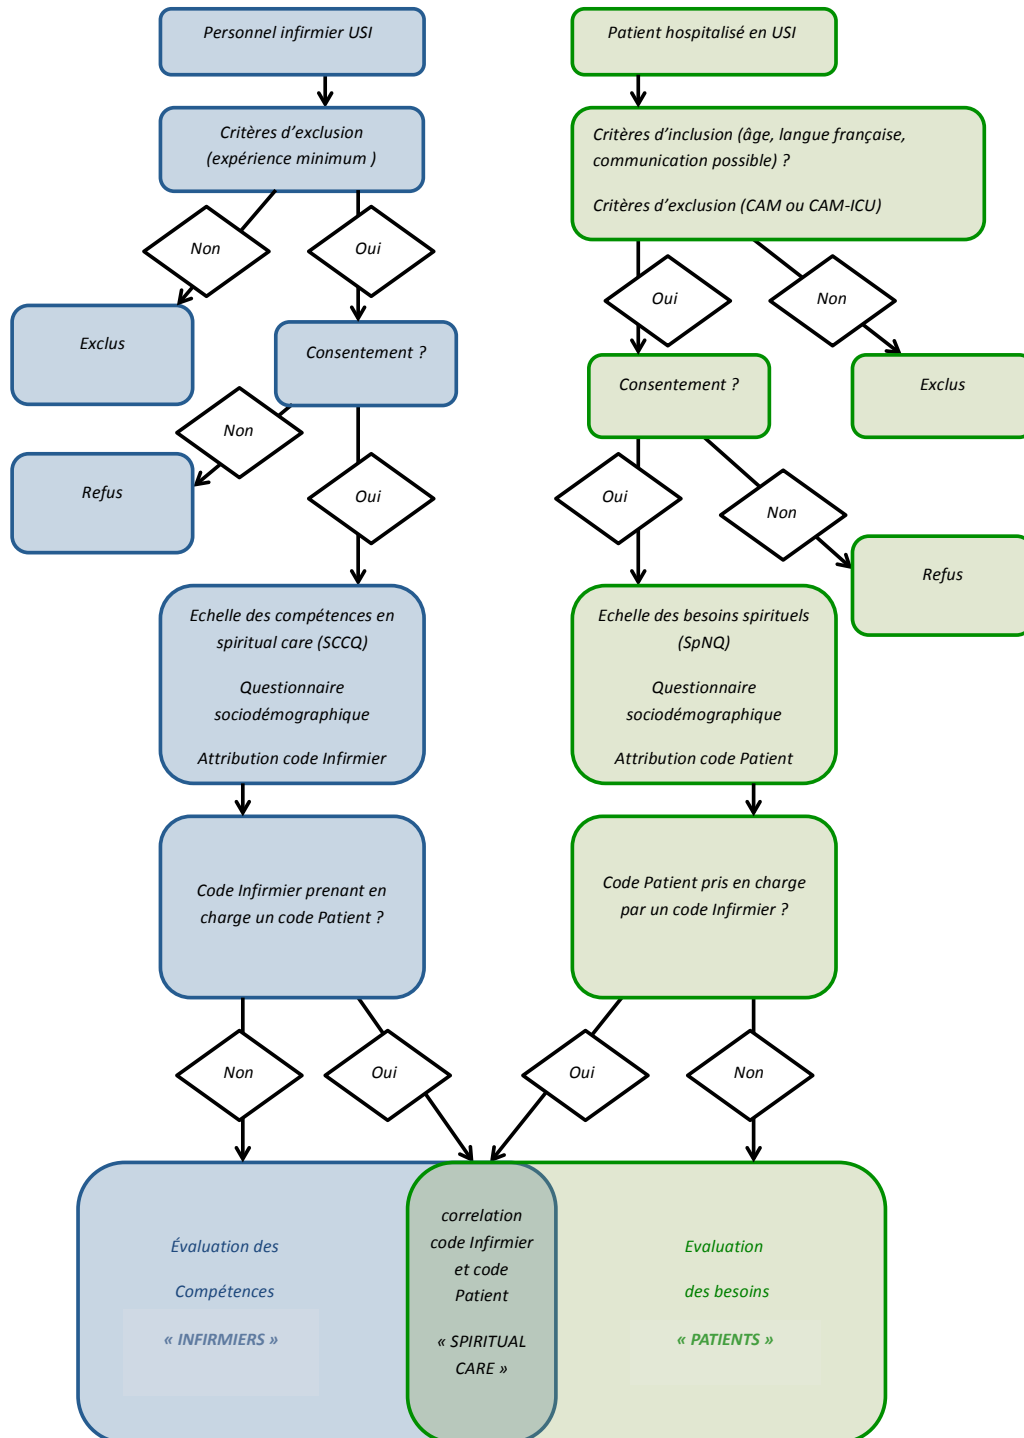 Personnel infirmier USI
Patient hospitalisé en USI
Critères d'exclusion
(expérience minimum )
Critères d'inclusion (âge, langue française,
communication possible) ?
Critères d'exclusion (CAM ou CAM-ICU)
Non
Oui
Oui
Non
Exclus
Consentement ?
Consentement ?
Exclus
Non
Oui
Oui
Non
Refus
Refus
Echelle des compétences en
spiritual care (SCCQ)
Questionnaire
sociodémographique
Attribution code Infirmier
Echelle des besoins spirituels
(SpNQ)
Questionnaire
sociodémographique
Attribution code Patient
Code Infirmier prenant en
charge un code Patient ?
Code Patient pris en charge
par un code Infirmier ?
Non
Oui
Oui
Non
Évaluation des
Compétences
« INFIRMIERS »
correlation
code Infirmier
et code
Patient
« SPIRITUAL
CARE »
Evaluation
des besoins
« PATIENTS »